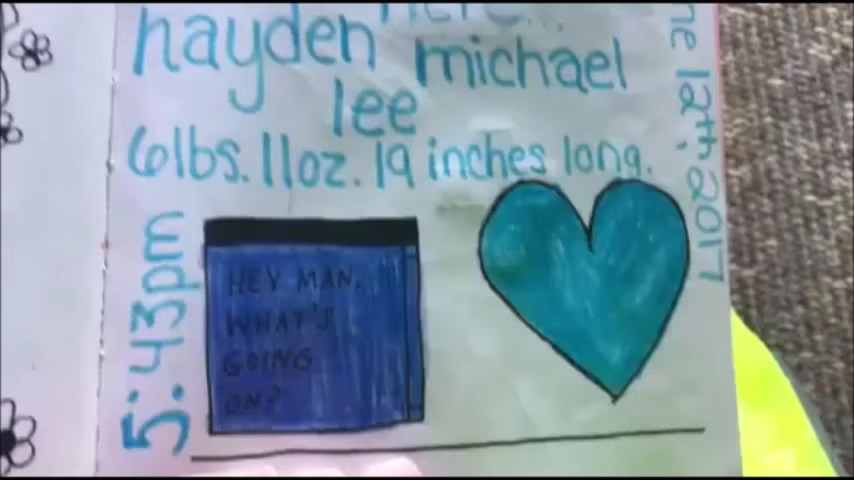 hayden michael
lee
6lbs. 11oz. 19 inches long.
5:43pm
12th, 2017
HEY MAN.
WHAT'S
GOING
ON?